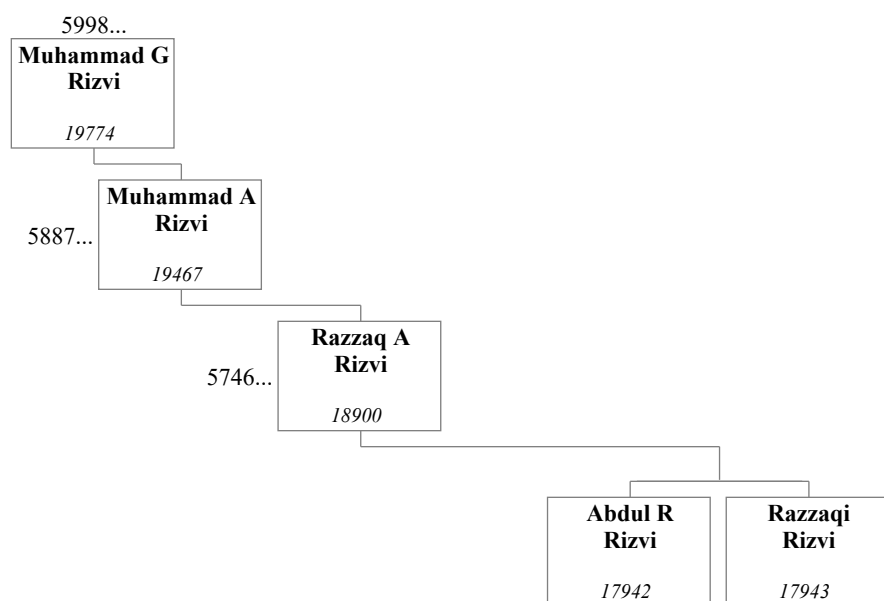 5998...
Muhammad G
Rizvi
19774
Muhammad A
Rizvi
5887...
19467
Razzaq A
Rizvi
5746...
18900
Abdul R
Rizvi
17942
Razzaqi
Rizvi
17943